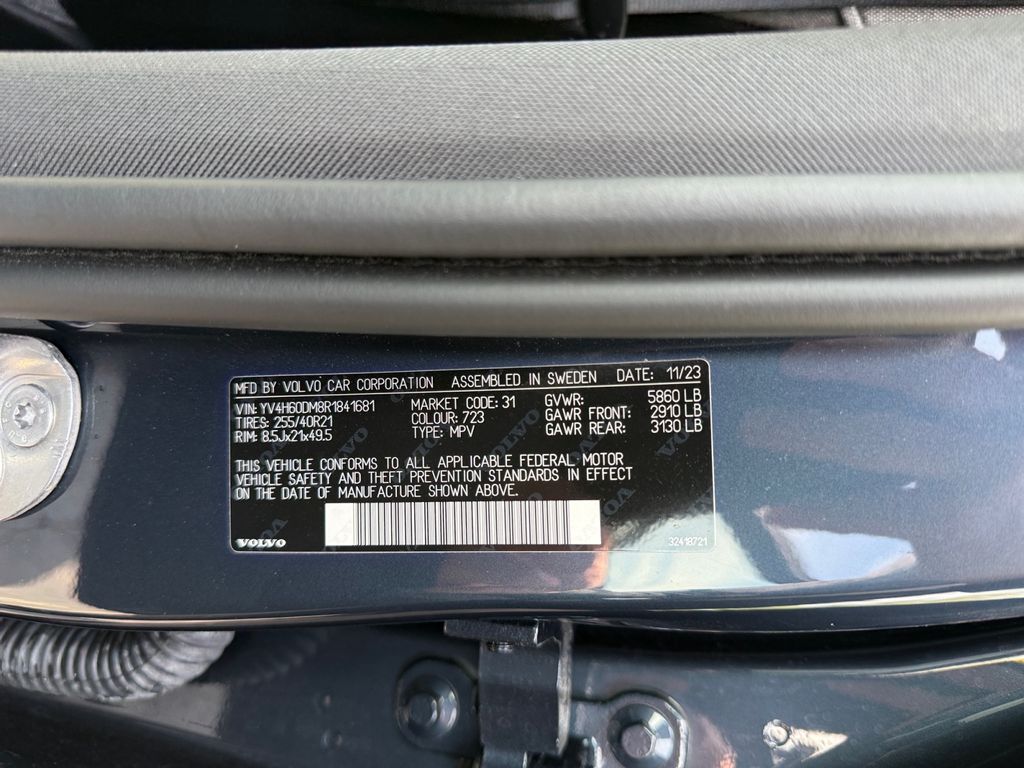 MFD BY VOLVO CAR CORPORATION ASSEMBLED IN SWEDEN DATE: 11/23
VIN: YV4H60DM8R1841681 MARKET CODE: 31 GVWR: 5860 LB
TIRES: 255/40R21 COLOUR: 723 GAWR FRONT: 2910 LB
RIM: 8.5Jx21x49.5 TYPE: MPV GAWR REAR: 3130 LB
THIS VEHICLE CONFORMS TO ALL APPLICABLE FEDERAL MOTOR
VEHICLE SAFETY AND THEFT PREVENTION STANDARDS IN EFFECT
ON THE DATE OF MANUFACTURE SHOWN ABOVE.
VOLVO 32418721